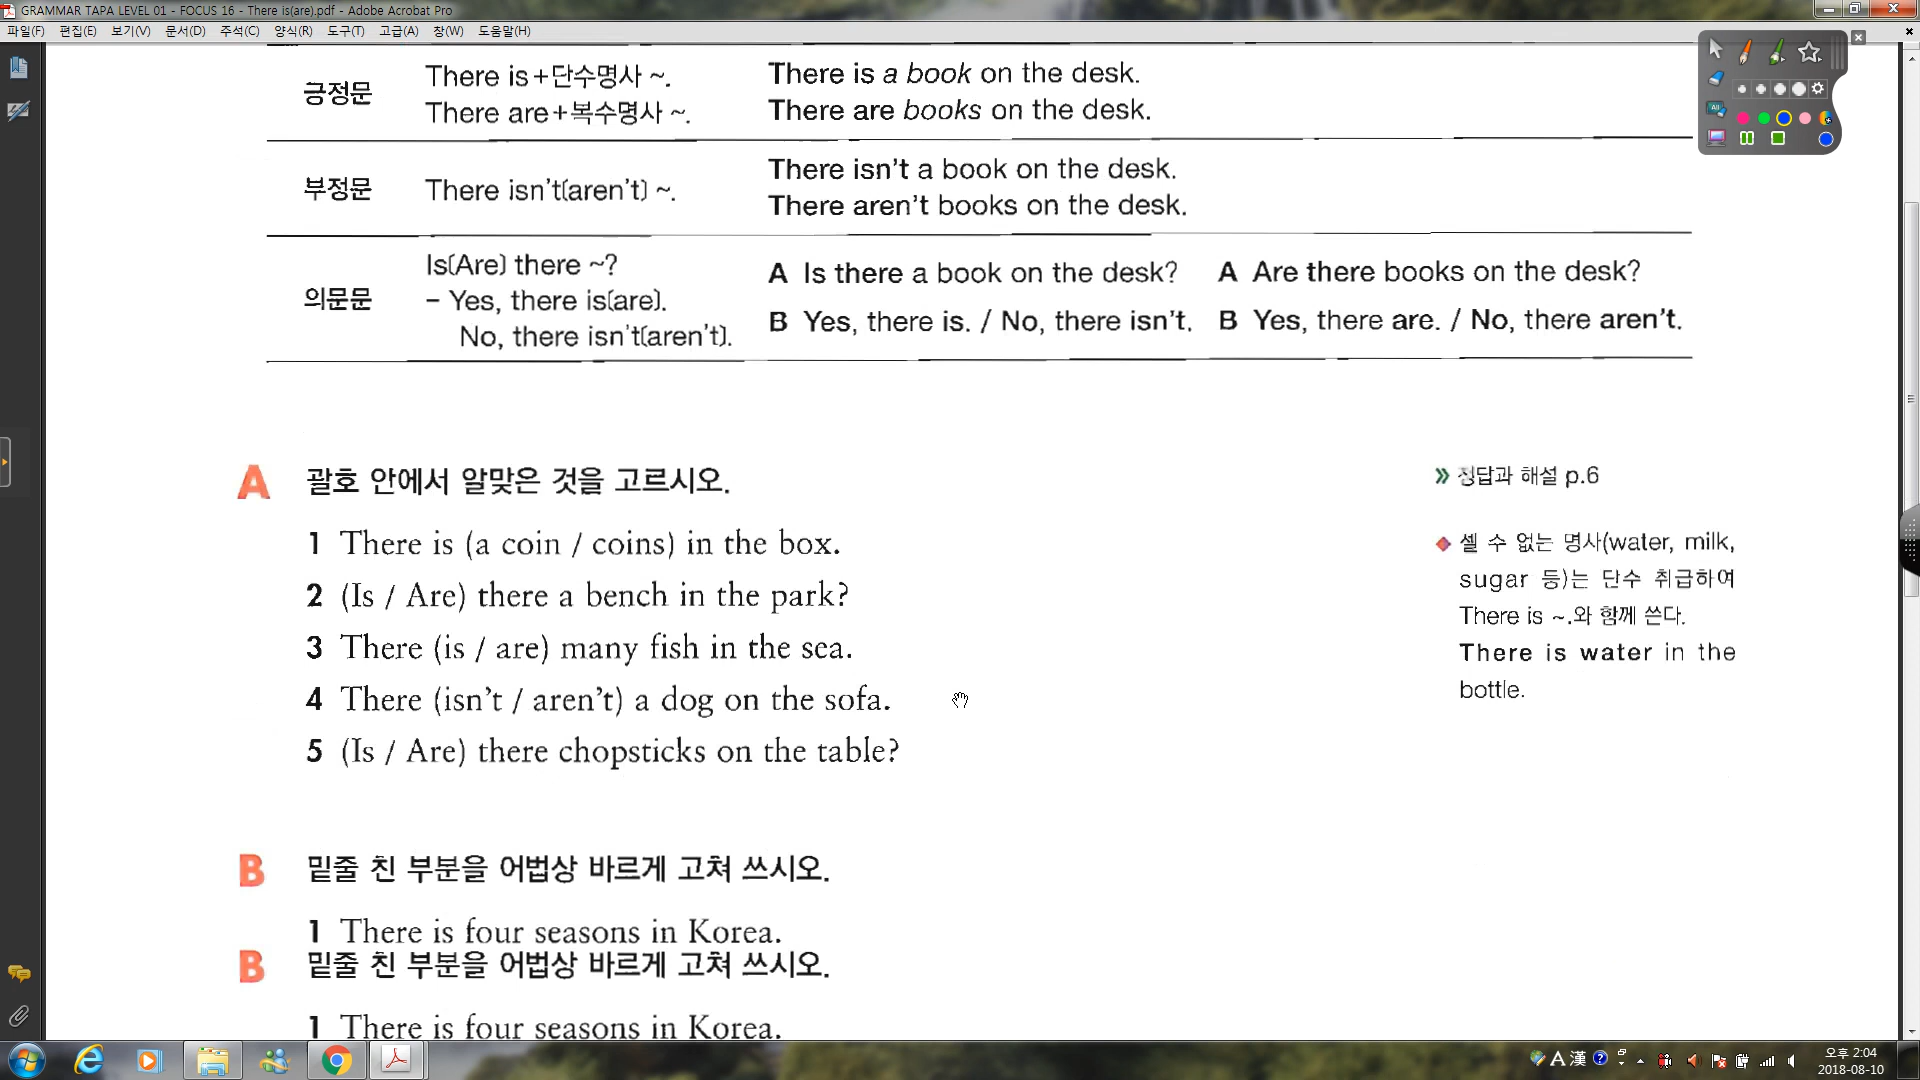 GRAMMAR TAPA LEVEL 01 - FOCUS 16 - There is(are).pdf - Adobe Acrobat Pro
파일(F) 편집(E) 보기(V) 문서(D) 주석(C) 양식(R) 도구(T) 고급(A) 창(W) 도움말(H)
긍정문
There is+단수명사 ~.
There are+복수명사 ~.
There is a book on the desk.
There are books on the desk.
부정문
There isn't(aren't) ~.
There isn't a book on the desk.
There aren't books on the desk.
의문문
Is(Are) there ~?
– Yes, there is(are).
No, there isn't(aren't).
A Is there a book on the desk?
B Yes, there is. / No, there isn't.
A Are there books on the desk?
B Yes, there are. / No, there aren't.
A 괄호 안에서 알맞은 것을 고르시오.
1 There is (a coin / coins) in the box.
2 (Is / Are) there a bench in the park?
3 There (is / are) many fish in the sea.
4 There (isn't / aren't) a dog on the sofa.
5 (Is / Are) there chopsticks on the table?
» 정답과 해설 p.6
셀 수 없는 명사(water, milk,
sugar 등)는 단수 취급하여
There is ~.와 함께 쓴다.
There is water in the
bottle.
B 밑줄 친 부분을 어법상 바르게 고쳐 쓰시오.
1 There is four seasons in Korea.
B 밑줄 친 부분을 어법상 바르게 고쳐 쓰시오.
1 There is four seasons in Korea.
A 漢
오후 2:04
2018-08-10